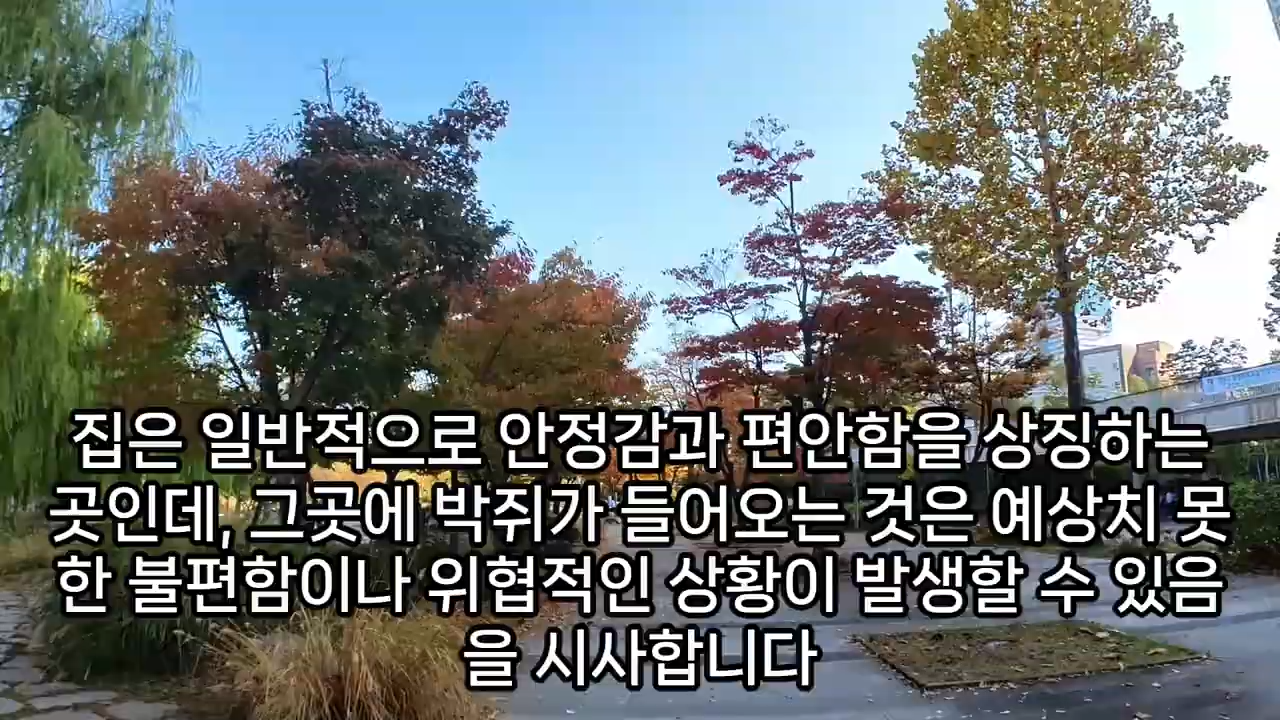 집은 일반적으로 안정감과 편안함을 상징하는
곳인데, 그곳에 박쥐가 들어오는 것은 예상치 못
한 불편함이나 위협적인 상황이 발생할 수 있음
을 시사합니다